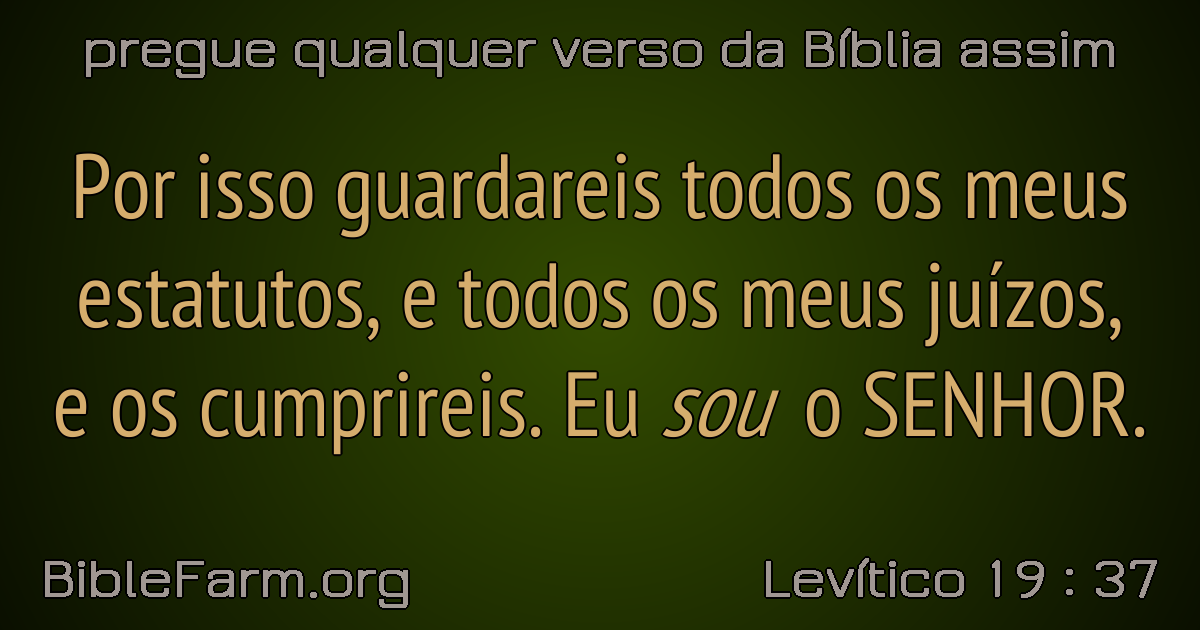 pregue qualquer verso da Bíblia assim
Por isso guardareis todos os meus
estatutos, e todos os meus juízos,
e os cumprireis. Eu sou o SENHOR.
BibleFarm.org
Levítico 19 : 37